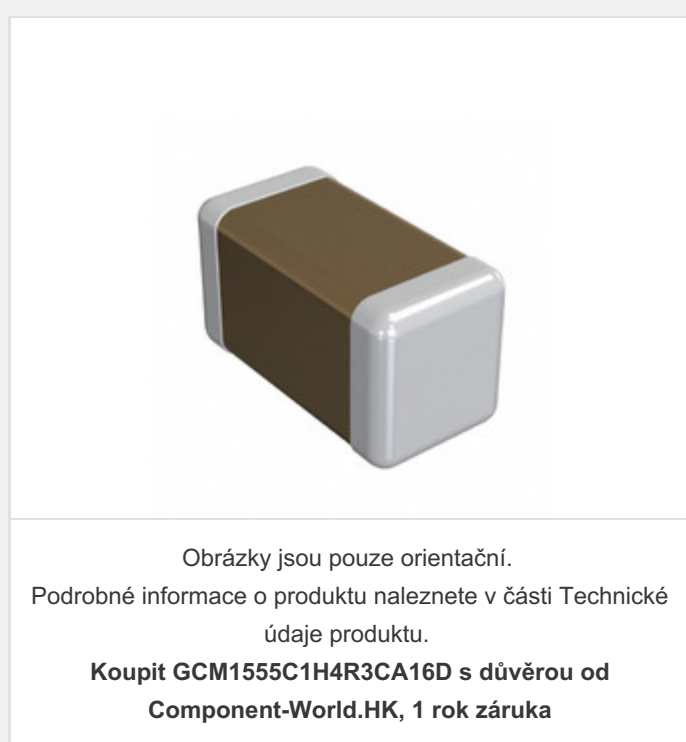 Obrázky jsou pouze orientační.
Podrobné informace o produktu naleznete v části Technické
údaje produktu.
Koupit GCM1555C1H4R3CA16D s důvěrou od
Component-World.HK, 1 rok záruka